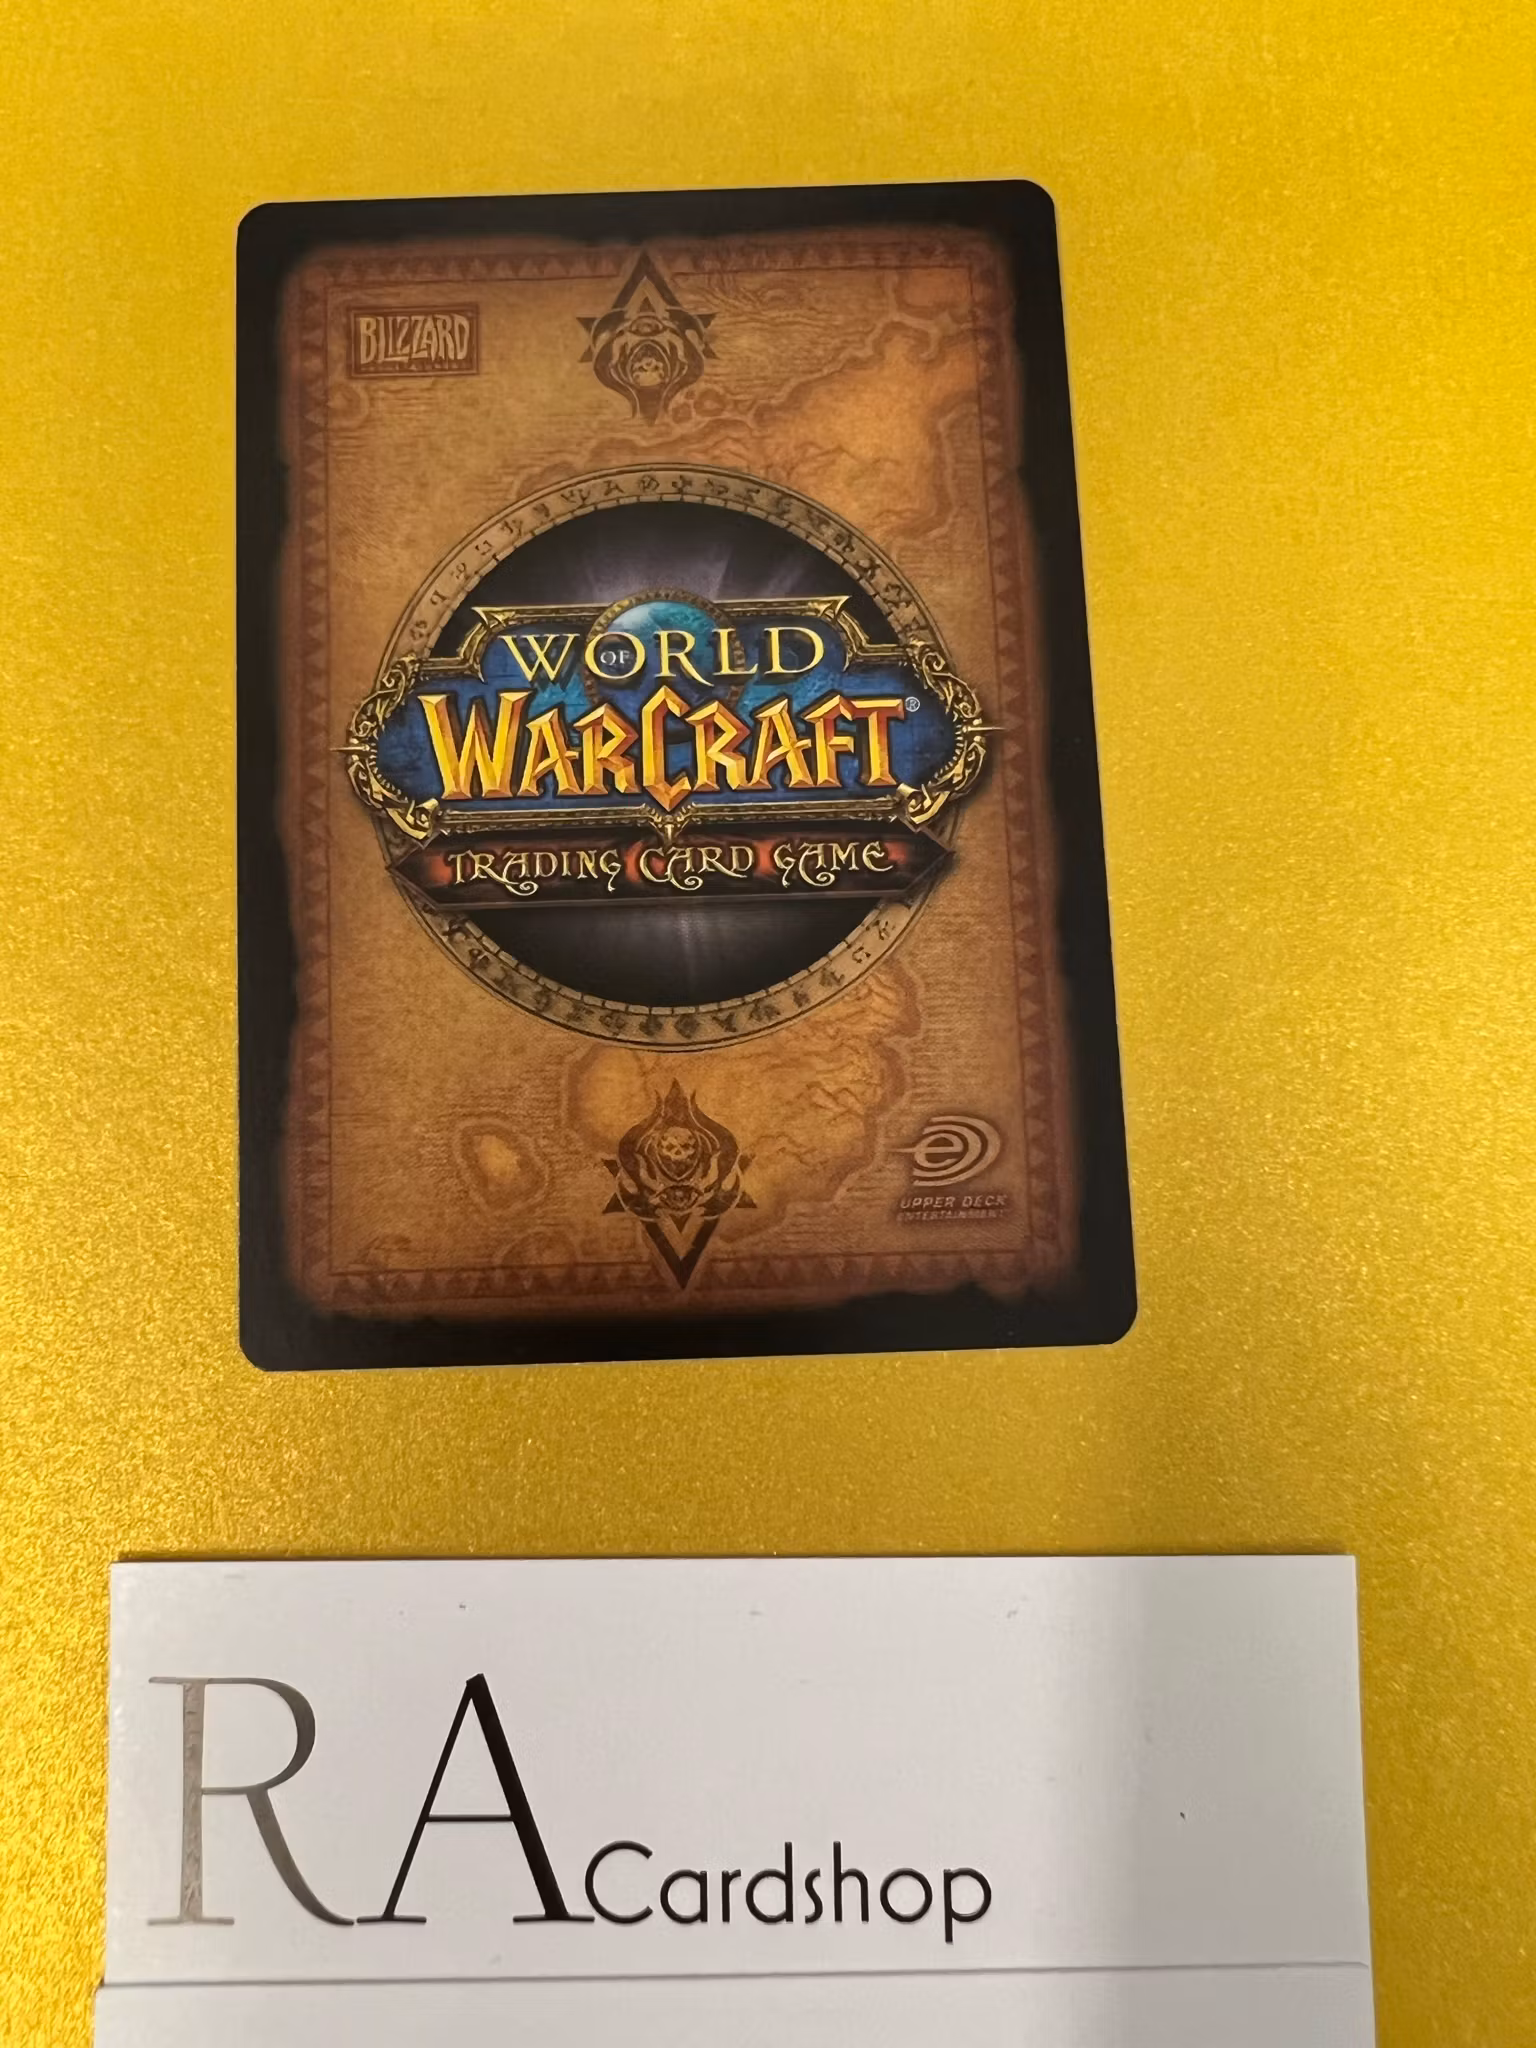 BLIZZARD
WORLD
OF
WARCRAFT®
TRADING CARD GAME
e
UPPER DECK
ENTERTAINMENT
RA Cardshop